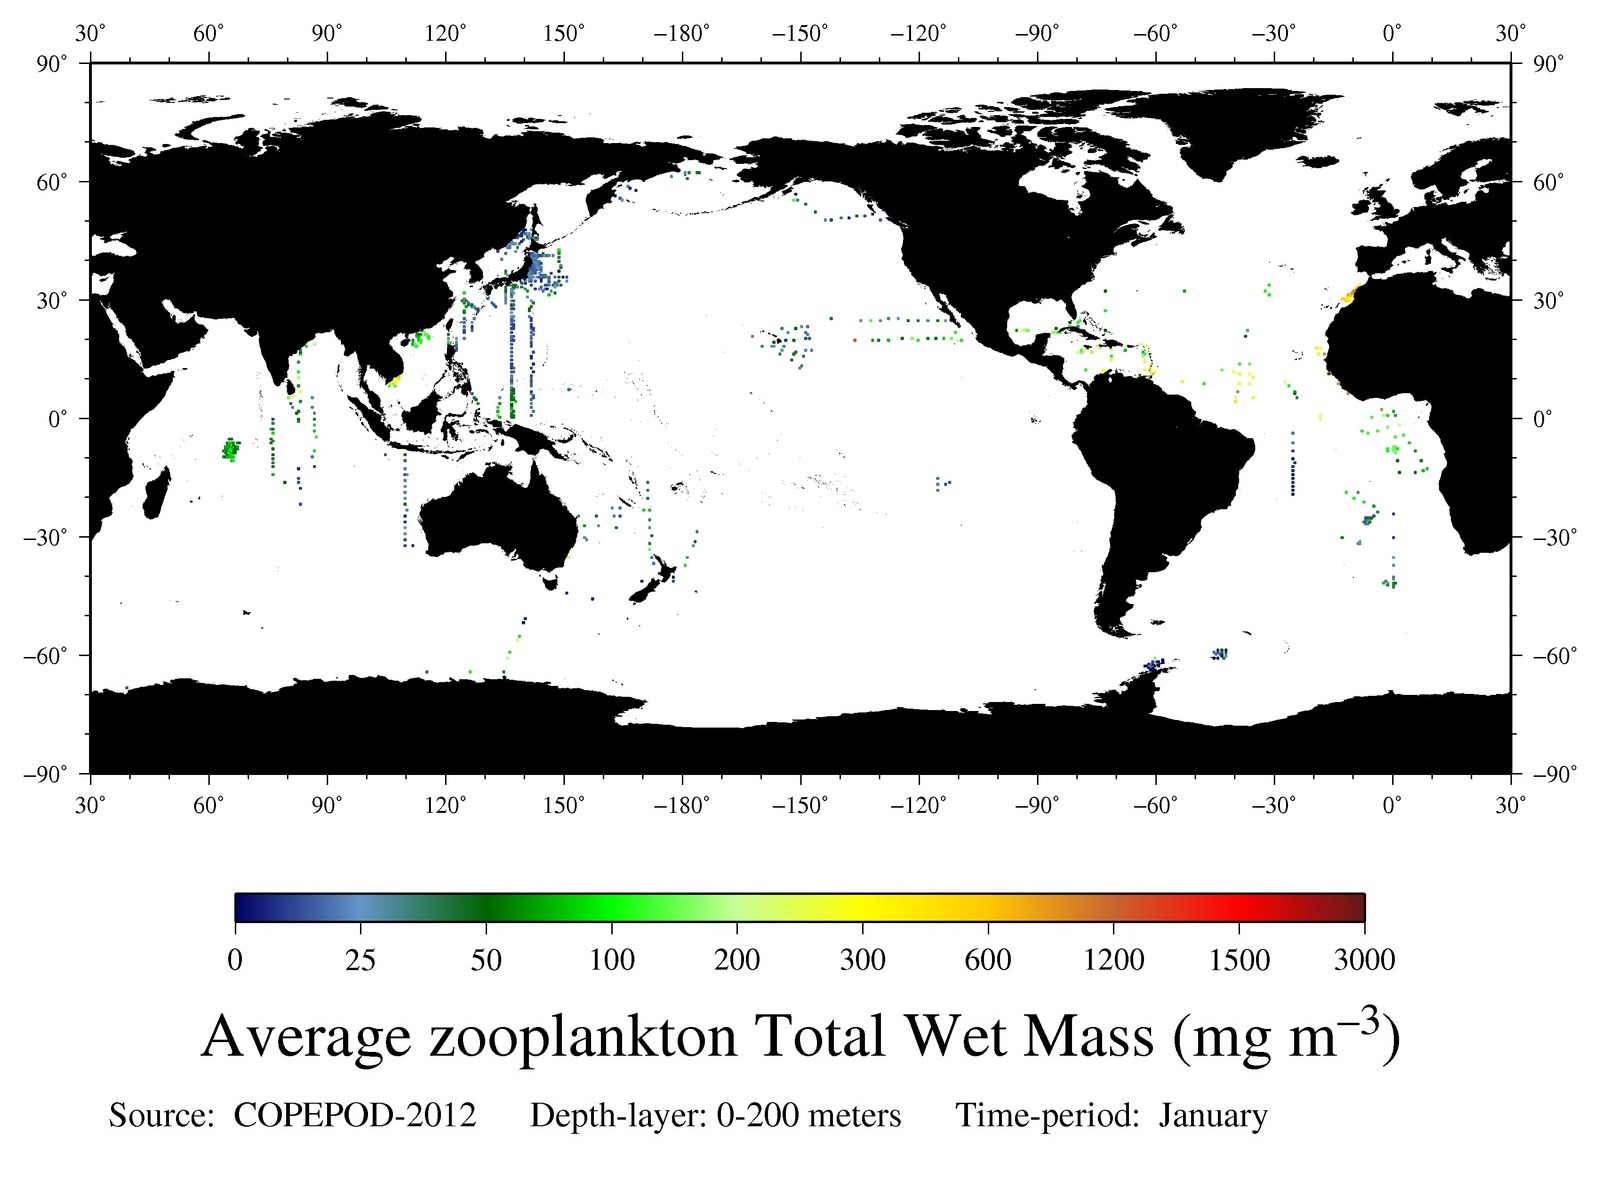 30° 60° 90° 120° 150° −180° −150° −120° −90° −60° −30° 0° 30°
90° 90°
60° 60°
30° 30°
0° 0°
−30° −30°
−60° −60°
−90° −90°
30° 60° 90° 120° 150° −180° −150° −120° −90° −60° −30° 0° 30°
0 25 50 100 200 300 600 1200 1500 3000
Average zooplankton Total Wet Mass (mg m⁻³)
Source: COPEPOD-2012 Depth-layer: 0-200 meters Time-period: January